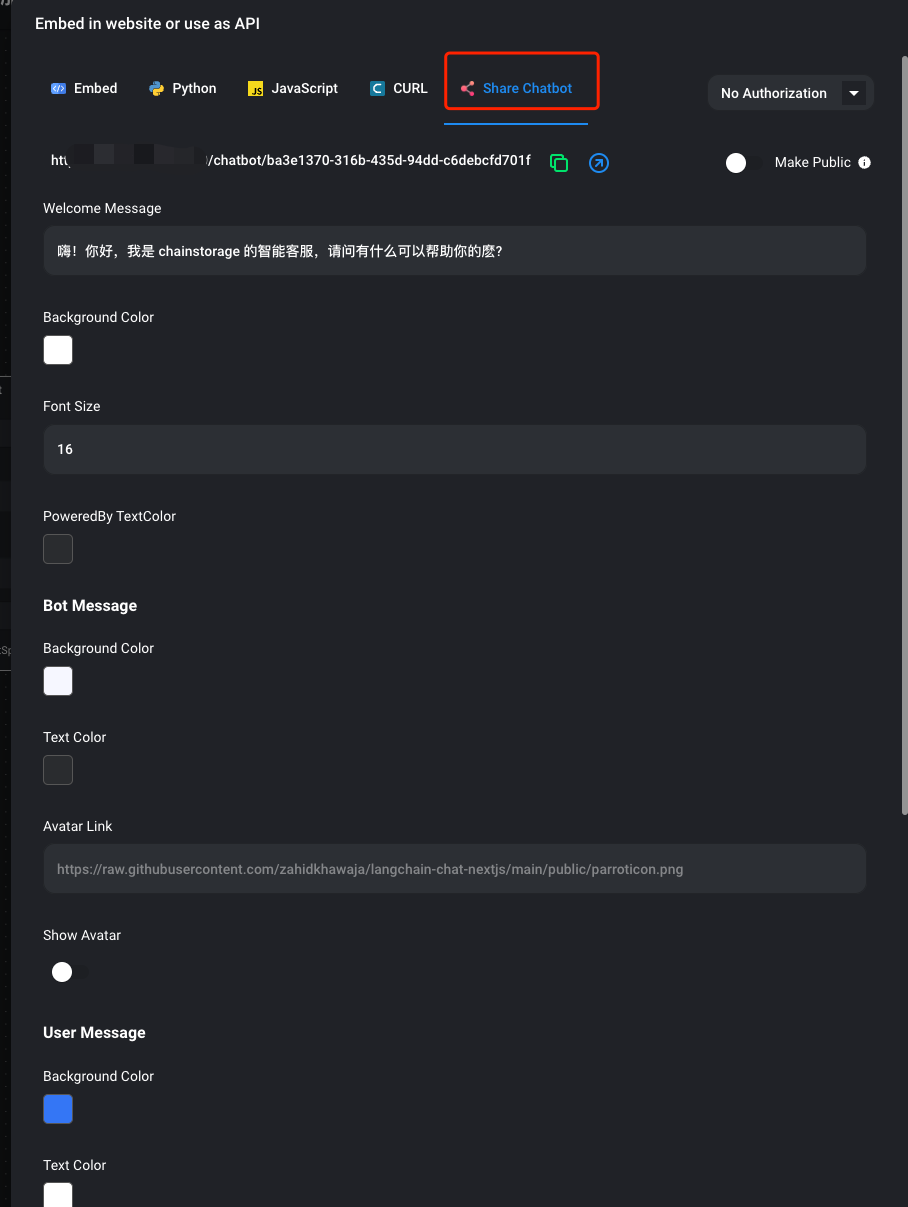 Embed in website or use as API
Embed Python JavaScript CURL Share Chatbot No Authorization
/chatbot/ba3e1370-316b-435d-94dd-c6debcfd701f Make Public
Welcome Message
嗨！你好，我是 chainstorage 的智能客服，请问有什么可以帮助你的麽?
Background Color
Font Size
16
PoweredBy TextColor
Bot Message
Background Color
Text Color
Avatar Link
https://raw.githubusercontent.com/zahidkhawaja/langchain-chat-nextjs/main/public/parroticon.png
Show Avatar
User Message
Background Color
Text Color